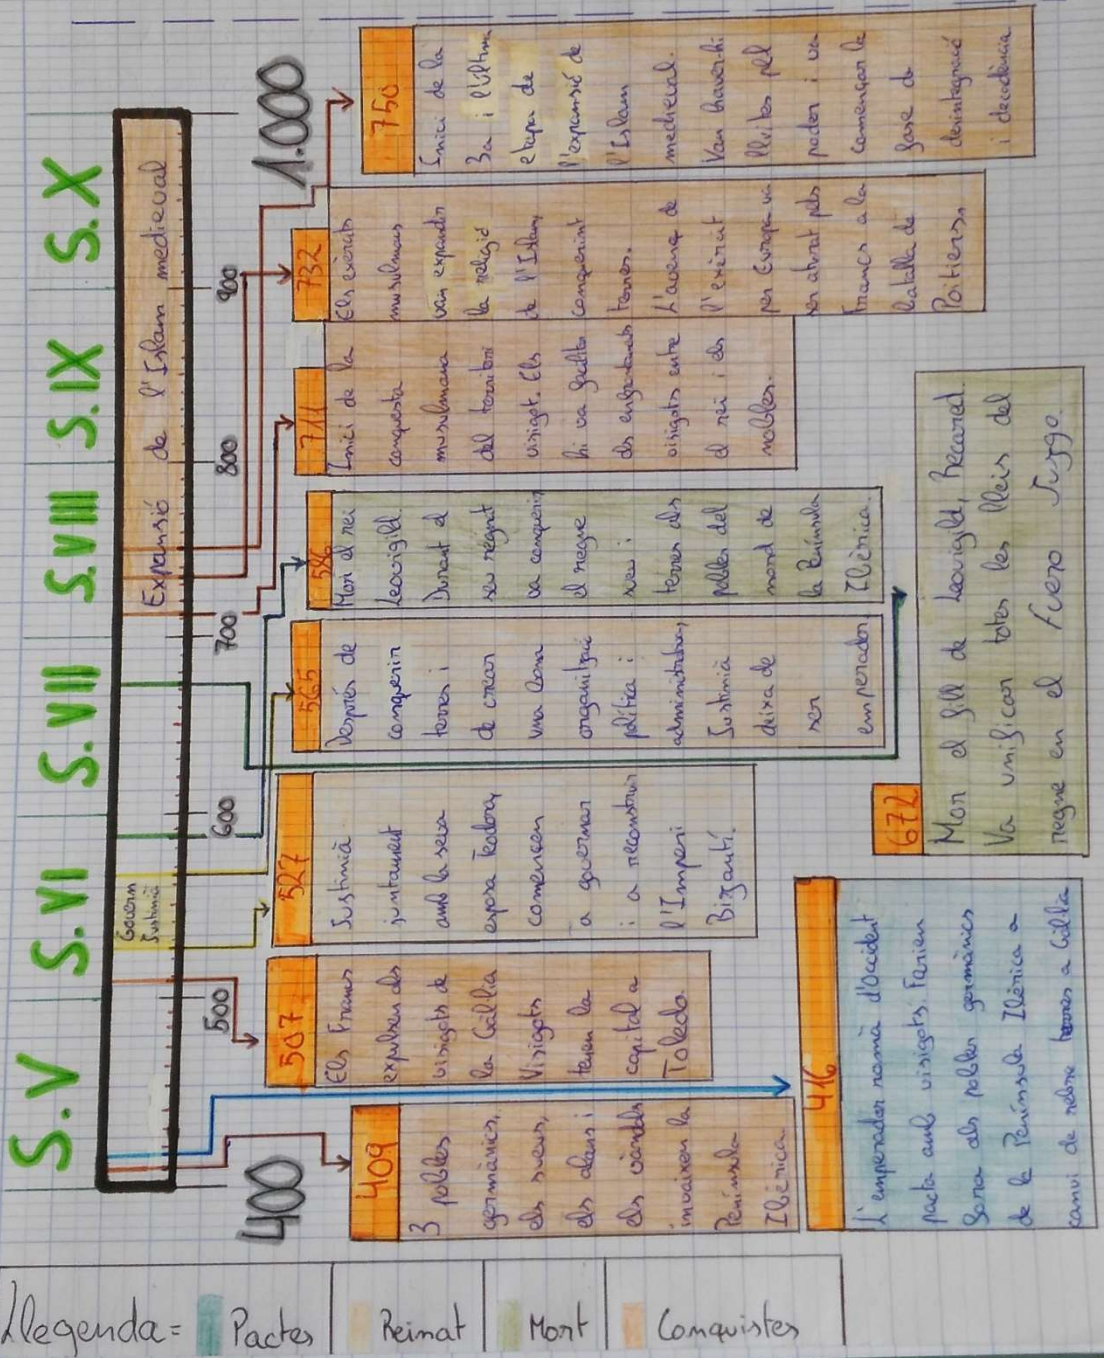 S.V
S.VI
S.VII
S.VIII
S.IX
S.X
Govern
Justinià
Expansió de l'Islam medieval
400
500
600
700
800
900
1.000
409
3 pobles
germànics,
els sueus,
els alans i
els vàndals
invaixen la
Península
Ibèrica
416
L'emperador romà d'Occident
pacta amb visigots. Farien
fora als pobles germànics
de la Península Ibèrica a
canvi de rebre terres a Gàl·lia
507
Els Francs
expulsen els
visigots de
la Gàl·lia
Visigots
tenen la
capital a
Toledo.
527
Justinià
juntament
amb la seva
esposa Teodora,
comencen
a governar
i a reconstruir
l'Imperi
Bizantí.
565
Després de
conquerir
terres i
de crear
una bona
organització
política i
administrativa,
Justinià
deixa de
ser
emperador
586
Mor el rei
Leovigild.
Durant el
seu regnat
va conquerir
el regne
sueu i
terres als
pobles del
nord de
la Península
Ibèrica.
672
Mor el fill de Leovigild, Recared.
Va unificar totes les lleis del
regne en el Fuero Juzgo.
711
Inici de la
conquesta
musulmana
del territori
visigot. Els
hi va facilitar
els enfrontaments
visigots entre
el rei i els
nobles.
732
Els exèrcits
musulmans
van expandir
la religió
de l'Islam,
conquerint
terres.
L'avenç de
l'exèrcit
per Europa va
ser aturat pels
Francs a la
batalla de
Poitiers.
750
Inici de la
3a i última
etapa de
l'expansió de
l'Islam
medieval.
Van haver-hi
lluites pel
poder i va
començar la
fase de
desintegració
i decadència
Llegenda=
Pactes
Reinat
Mort
Conquistes